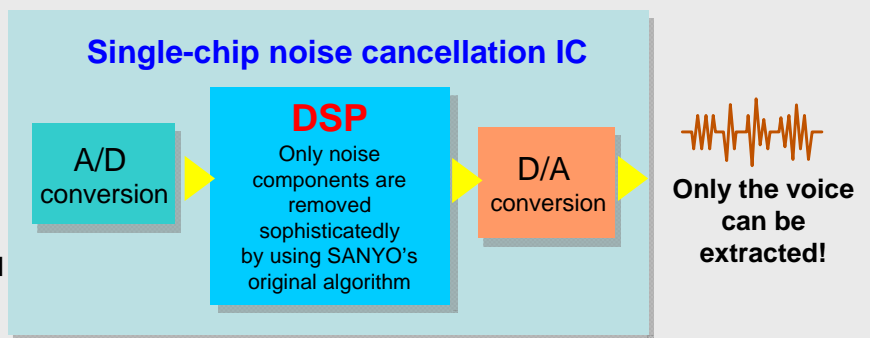 Single-chip noise cancellation IC
A/D
conversion
DSP
Only noise
components are
removed
sophisticatedly
by using SANYO's
original algorithm
D/A
conversion
Only the voice
can be
extracted!